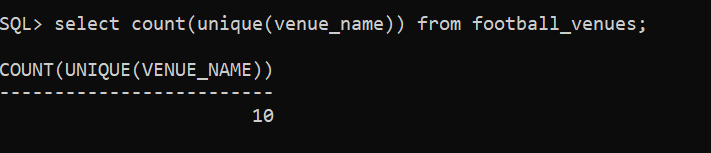 SQL> select count(unique(venue_name)) from football_venues;
COUNT(UNIQUE(VENUE_NAME))
-------------------------
10